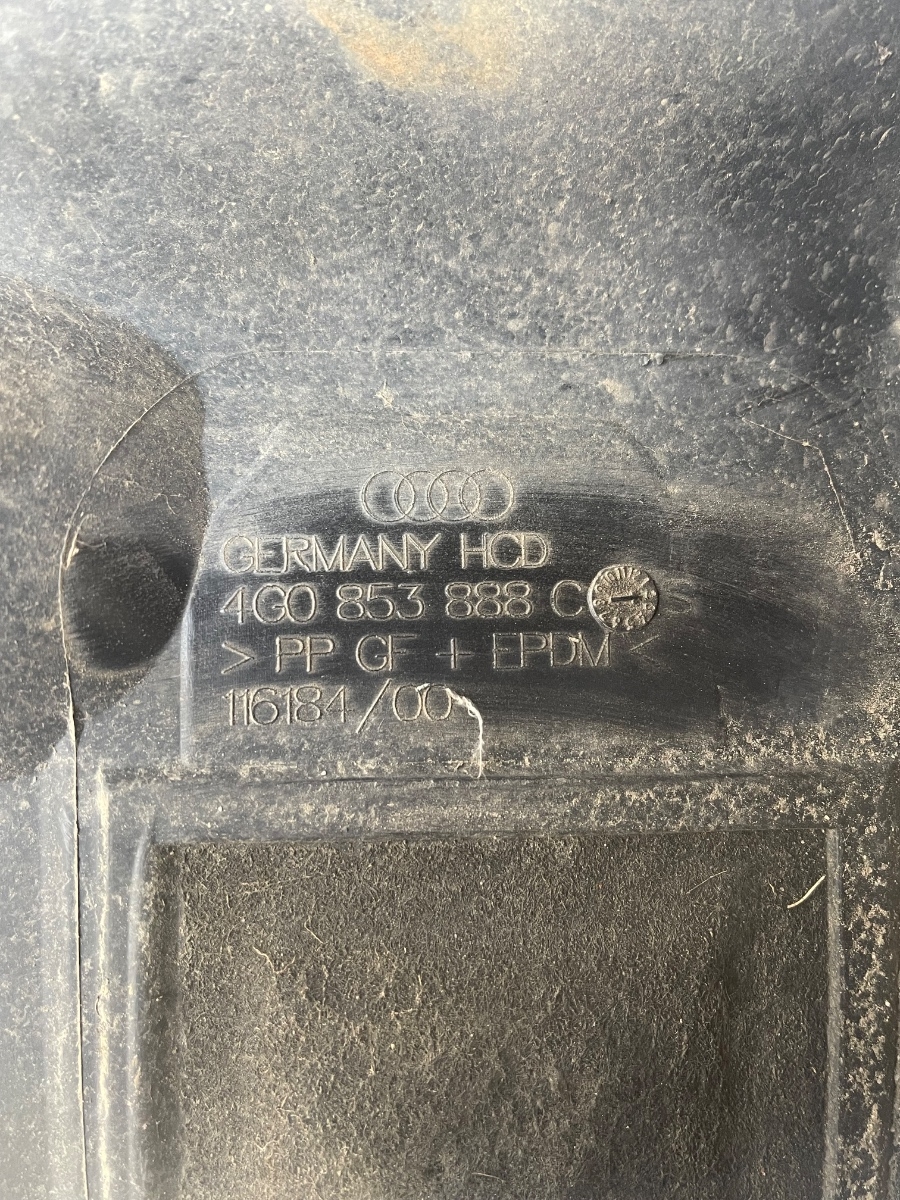 GERMANY HCD
4G0 853 888 C
> PP GF + EPDM <
116184/00